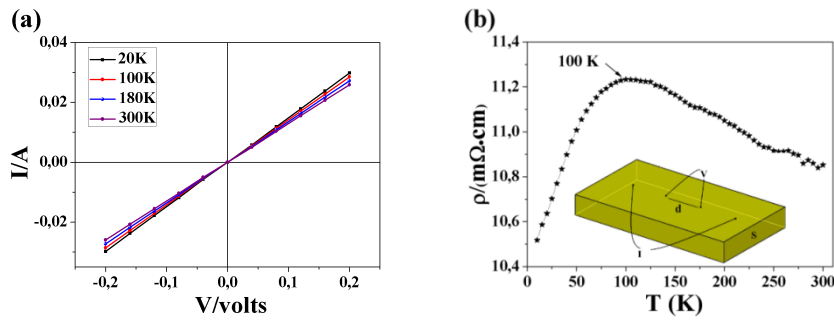 (a)
0,04
0,02
0,00
-0,02
I/A
20K
100K
180K
300K
-0,2
-0,1
0,0
0,1
0,2
V/volts
(b)
11,4
11,2
11,0
10,8
10,6
10,4
ρ/(mΩ.cm)
100 K
V
d
S
I
0
50
100
150
200
250
300
T (K)